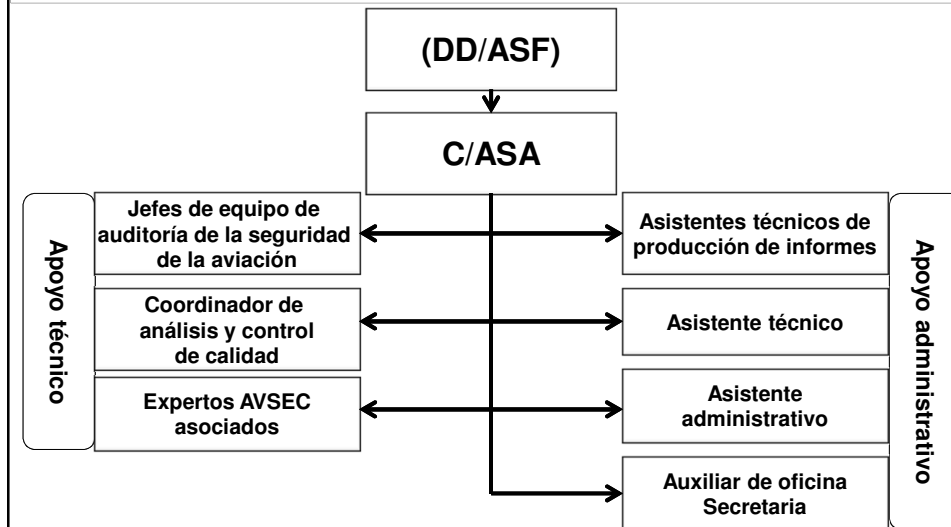 (DD/ASF)
C/ASA
Apoyo técnico
Jefes de equipo de
auditoría de la seguridad
de la aviación
Coordinador de
análisis y control
de calidad
Expertos AVSEC
asociados
Asistentes técnicos de
producción de informes
Asistente técnico
Asistente
administrativo
Auxiliar de oficina
Secretaria
Apoyo administrativo